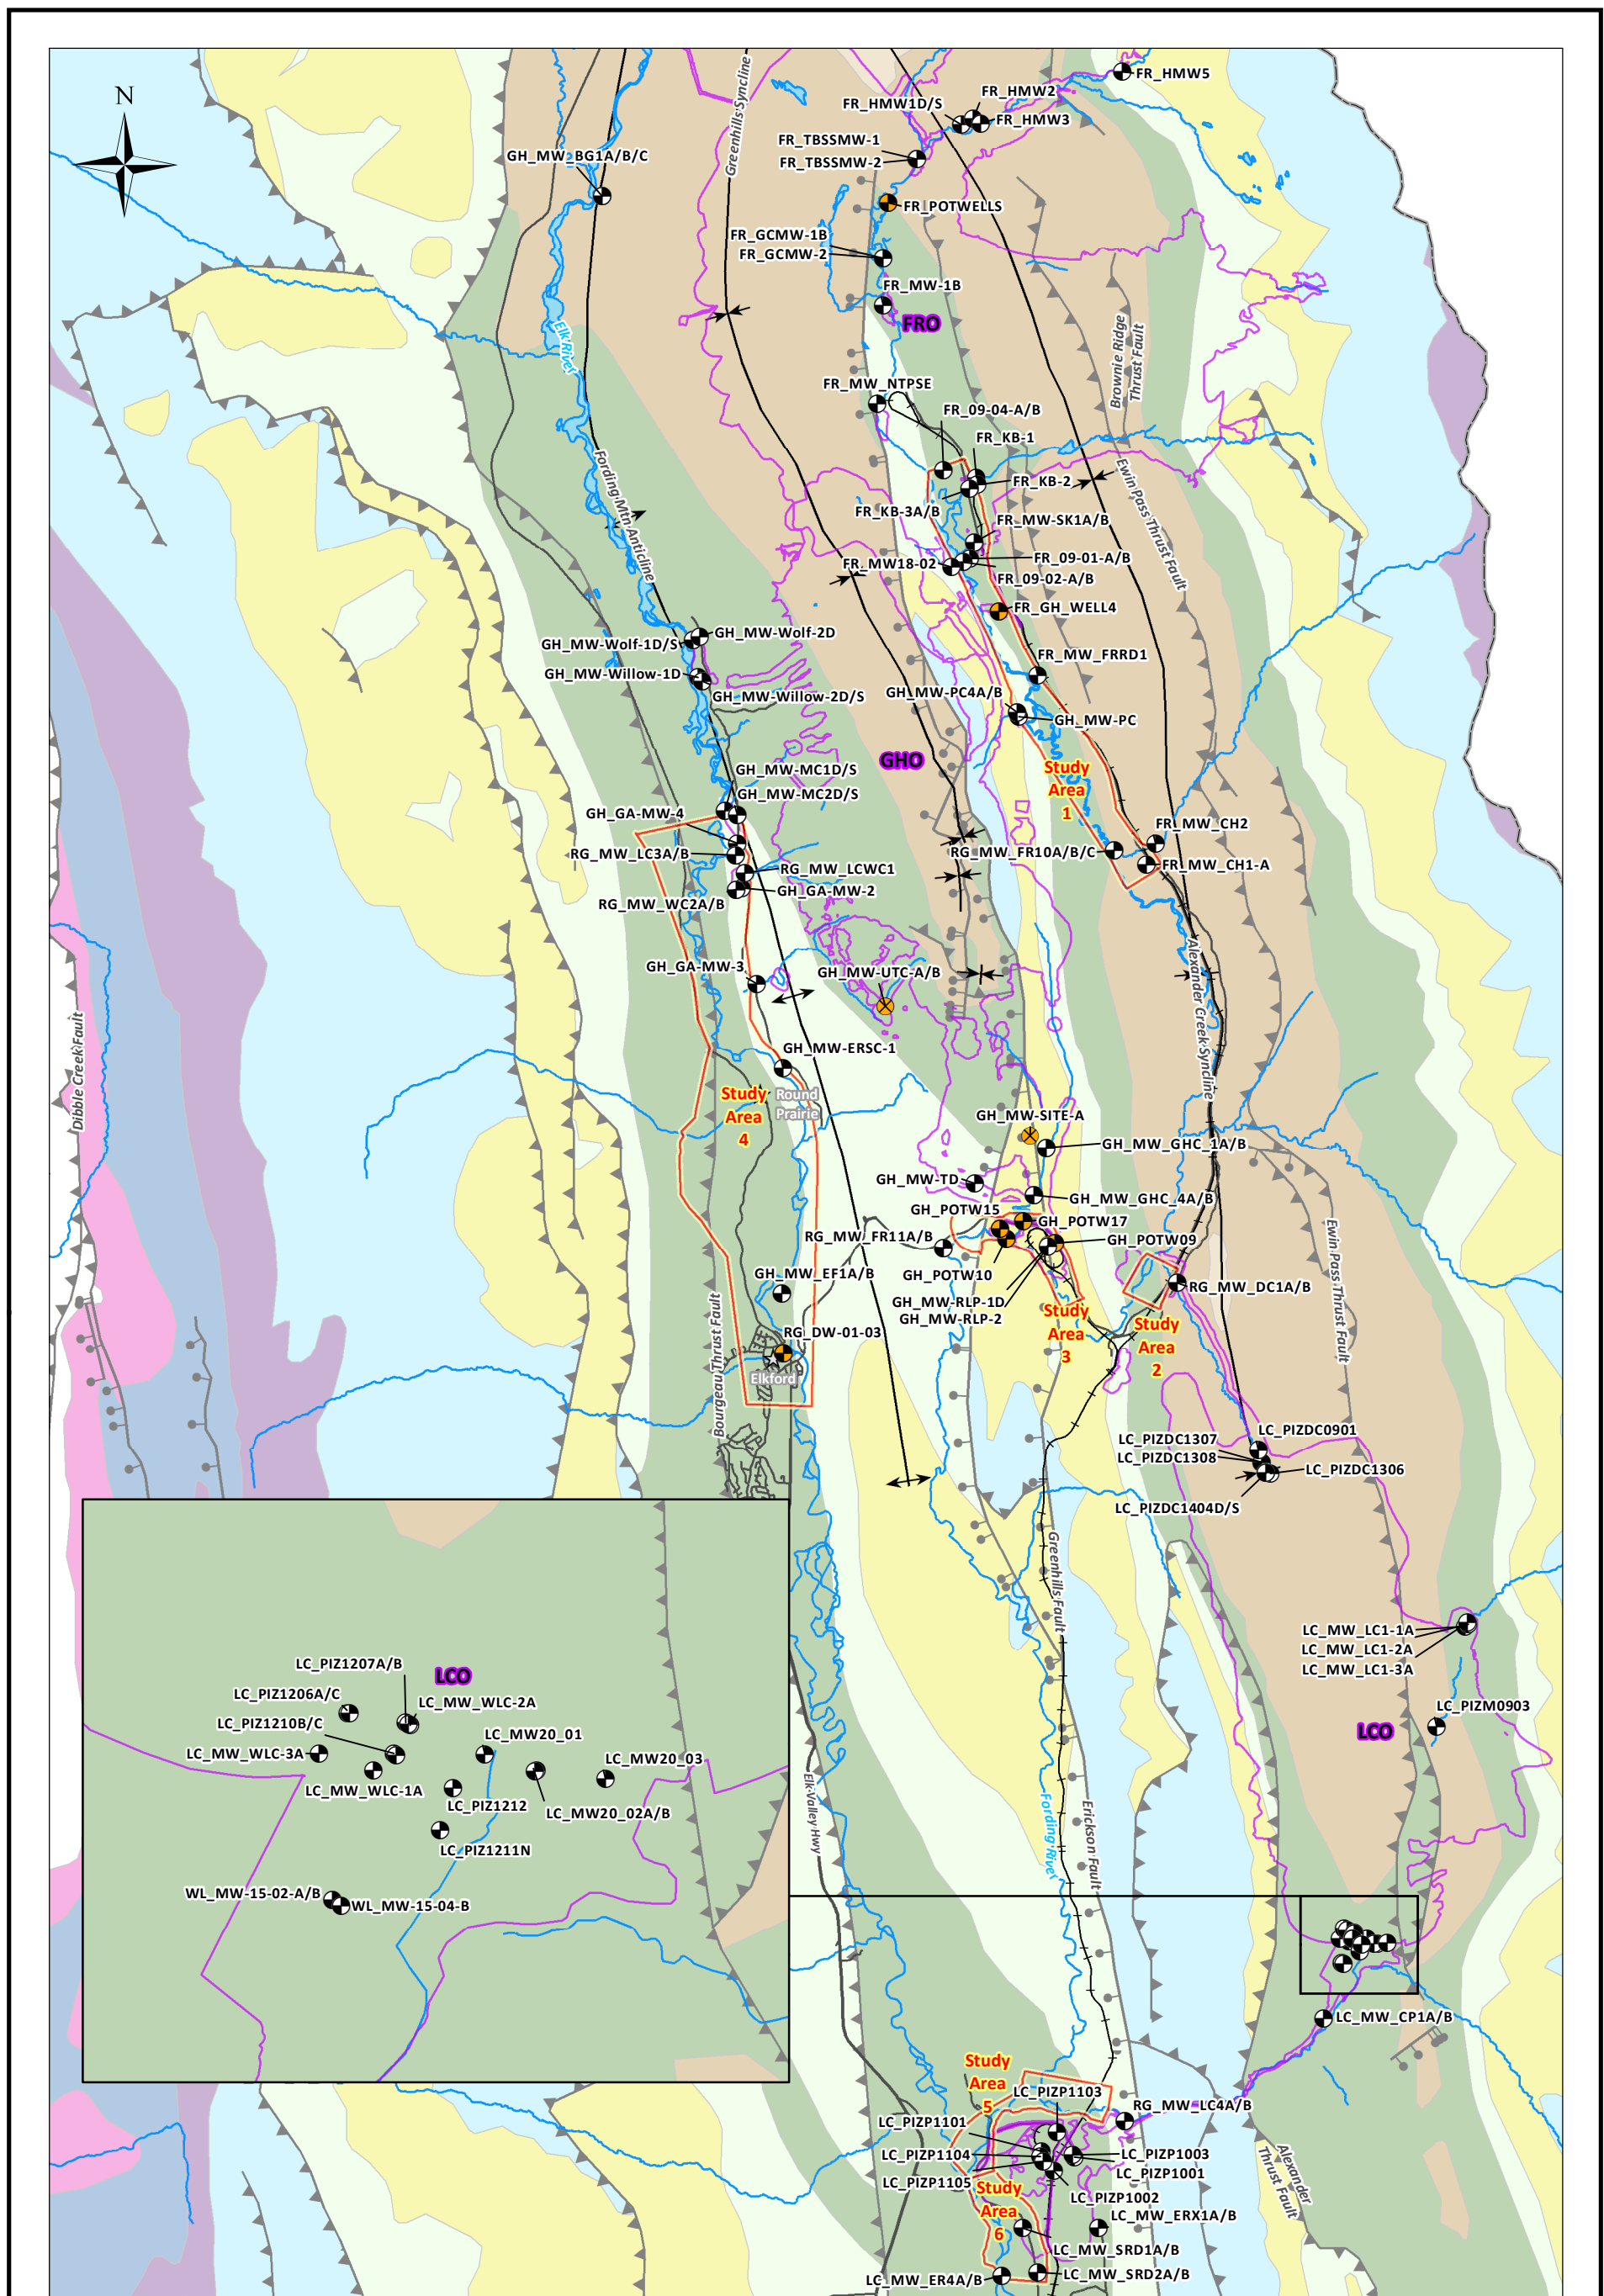 N
Greenhills Syncline
FR_HMW5
FR_HMW2
FR_HMW1D/S
FR_HMW3
FR_TBSSMW-1
FR_TBSSMW-2
GH_MW_BG1A/B/C
FR_POTWELLS
FR_GCMW-1B
FR_GCMW-2
FR_MW-1B
FRO
Elk River
Brownie Ridge
Thrust Fault
FR_MW_NTPSE
FR_09-04-A/B
FR_KB-1
FR_KB-2
FR_KB-3A/B
Fording Mtn Anticline
Ewin Pass Thrust Fault
FR_MW-SK1A/B
FR_09-01-A/B
FR_MW18-02
FR_09-02-A/B
FR_GH_WELL4
GH_MW-Wolf-2D
GH_MW-Wolf-1D/S
FR_MW_FRRD1
GH_MW-Willow-1D
GH_MW-Willow-2D/S
GH_MW-PC4A/B
GH_MW-PC
GHO
Study
Area
1
GH_MW-MC1D/S
GH_MW-MC2D/S
GH_GA-MW-4
RG_MW_LC3A/B
FR_MW_CH2
RG_MW_FR10A/B/C
FR_MW_CH1-A
RG_MW_LCWC1
GH_GA-MW-2
RG_MW_WC2A/B
GH_GA-MW-3
GH_MW-UTC-A/B
Alexander Creek Syncline
Dibble Creek Fault
GH_MW-ERSC-1
Study
Area
4
Round
Prairie
GH_MW-SITE-A
GH_MW_GHC_1A/B
GH_MW-TD
GH_MW_GHC_4A/B
GH_POTW15
GH_POTW17
RG_MW_FR11A/B
GH_POTW09
GH_POTW10
GH_MW_EF1A/B
RG_MW_DC1A/B
GH_MW-RLP-1D
GH_MW-RLP-2
Study
Area
3
Study
Area
2
Ewin Pass Thrust Fault
Bourgeau Thrust Fault
RG_DW-01-03
Elkford
LC_PIZDC0901
LC_PIZDC1307
LC_PIZDC1308
LC_PIZDC1306
LC_PIZDC1404D/S
Greenhills Fault
LC_MW_LC1-1A
LC_MW_LC1-2A
LC_MW_LC1-3A
LC_PIZM0903
LCO
LC_PIZ1207A/B
LCO
LC_PIZ1206A/C
LC_MW_WLC-2A
LC_PIZ1210B/C
LC_MW20_01
LC_MW_WLC-3A
LC_MW20_03
LC_MW_WLC-1A
LC_PIZ1212
LC_MW20_02A/B
LC_PIZ1211N
WL_MW-15-02-A/B
WL_MW-15-04-B
Elk Valley Hwy
Fording River
Erickson Fault
LC_MW_CP1A/B
Study
Area
5
LC_PIZP1103
RG_MW_LC4A/B
LC_PIZP1101
LC_PIZP1104
LC_PIZP1003
LC_PIZP1105
LC_PIZP1001
LC_PIZP1002
Alexander
Thrust Fault
Study
Area
6
LC_MW_ERX1A/B
LC_MW_SRD1A/B
LC_MW_SRD2A/B
LC_MW_ER4A/B